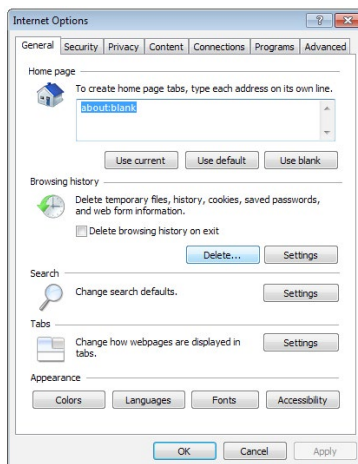 Internet Options
General Security Privacy Content Connections Programs Advanced
Home page
To create home page tabs, type each address on its own line.
about:blank
Use current Use default Use blank
Browsing history
Delete temporary files, history, cookies, saved passwords,
and web form information.
Delete browsing history on exit
Delete... Settings
Search
Change search defaults. Settings
Tabs
Change how webpages are displayed in
tabs.
Settings
Appearance
Colors Languages Fonts Accessibility
OK Cancel Apply